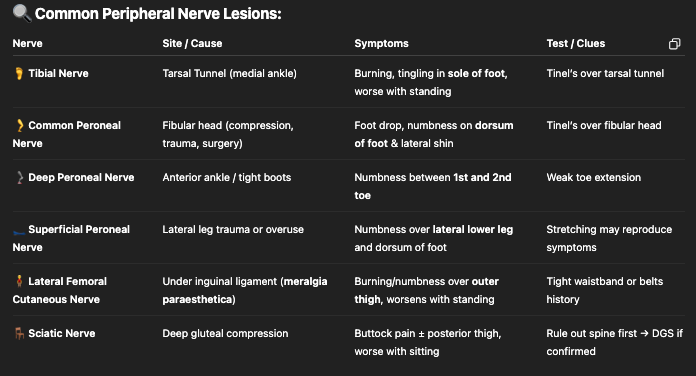 🔍 Common Peripheral Nerve Lesions:
Nerve Site / Cause Symptoms Test / Clues
🦶 Tibial Nerve Tarsal Tunnel (medial ankle) Burning, tingling in sole of foot, worse with standing Tinel's over tarsal tunnel
Common Peroneal Nerve Fibular head (compression, trauma, surgery) Foot drop, numbness on dorsum of foot & lateral shin Tinel's over fibular head
Deep Peroneal Nerve Anterior ankle / tight boots Numbness between 1st and 2nd toe Weak toe extension
Superficial Peroneal Nerve Lateral leg trauma or overuse Numbness over lateral lower leg and dorsum of foot Stretching may reproduce symptoms
Lateral Femoral Cutaneous Nerve Under inguinal ligament (meralgia paraesthetica) Burning/numbness over outer thigh, worsens with standing Tight waistband or belts history
🪑 Sciatic Nerve Deep gluteal compression Buttock pain ± posterior thigh, worse with sitting Rule out spine first → DGS if confirmed